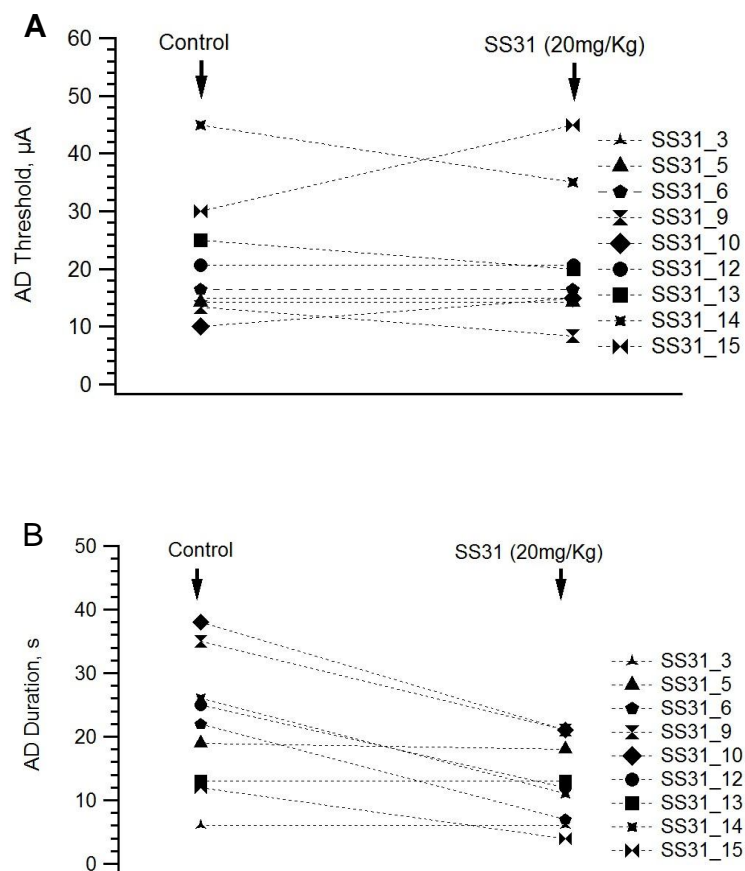 A
Control
SS31 (20mg/Kg)
60
50
40
30
20
10
0
AD Threshold, µA
SS31_3
SS31_5
SS31_6
SS31_9
SS31_10
SS31_12
SS31_13
SS31_14
SS31_15
B
Control
SS31 (20mg/Kg)
50
40
30
20
10
0
AD Duration, s
SS31_3
SS31_5
SS31_6
SS31_9
SS31_10
SS31_12
SS31_13
SS31_14
SS31_15